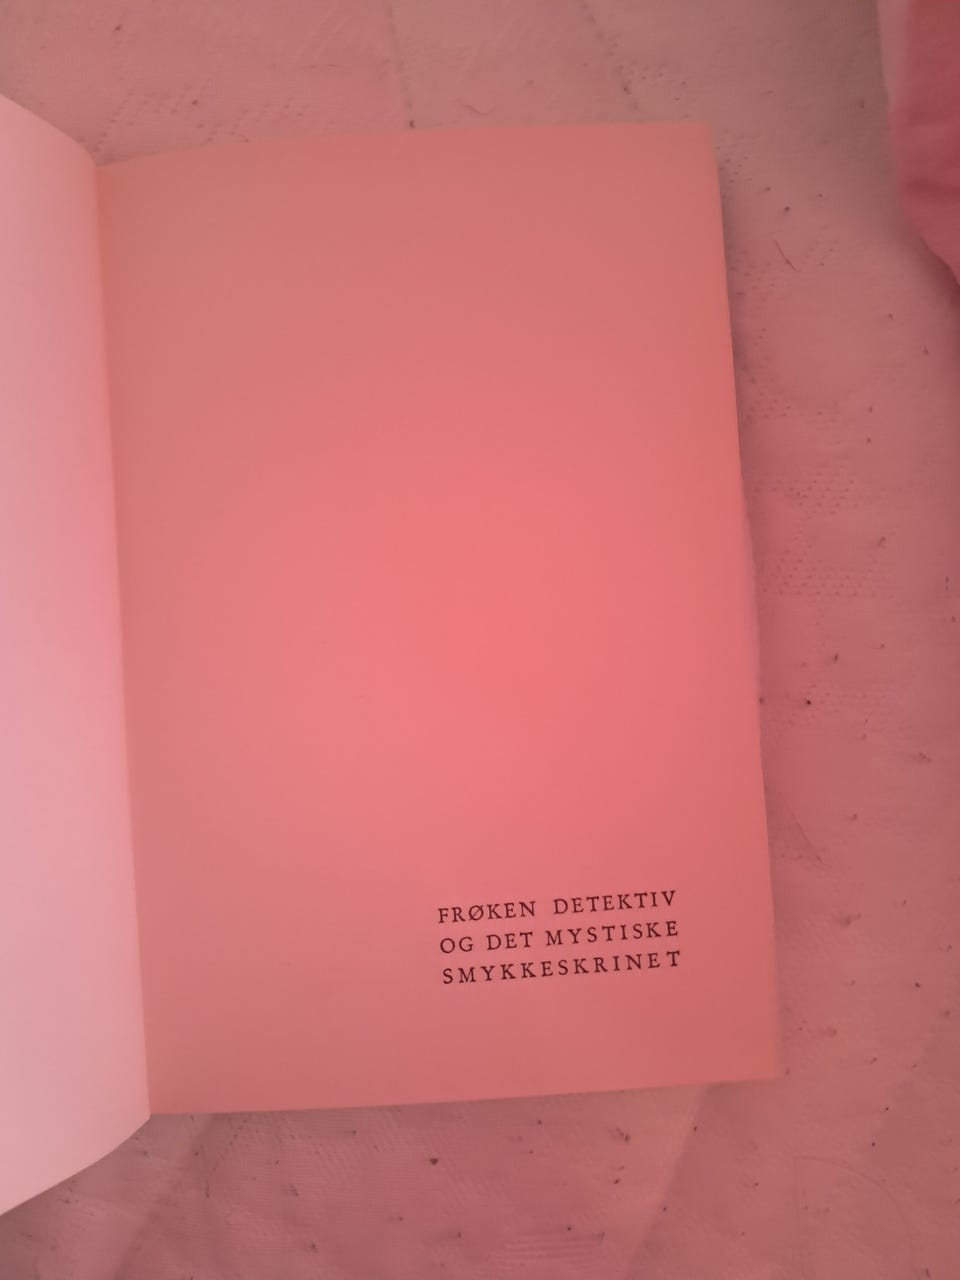 FRØKEN DETEKTIV
OG DET MYSTISKE
SMYKKESKRINET